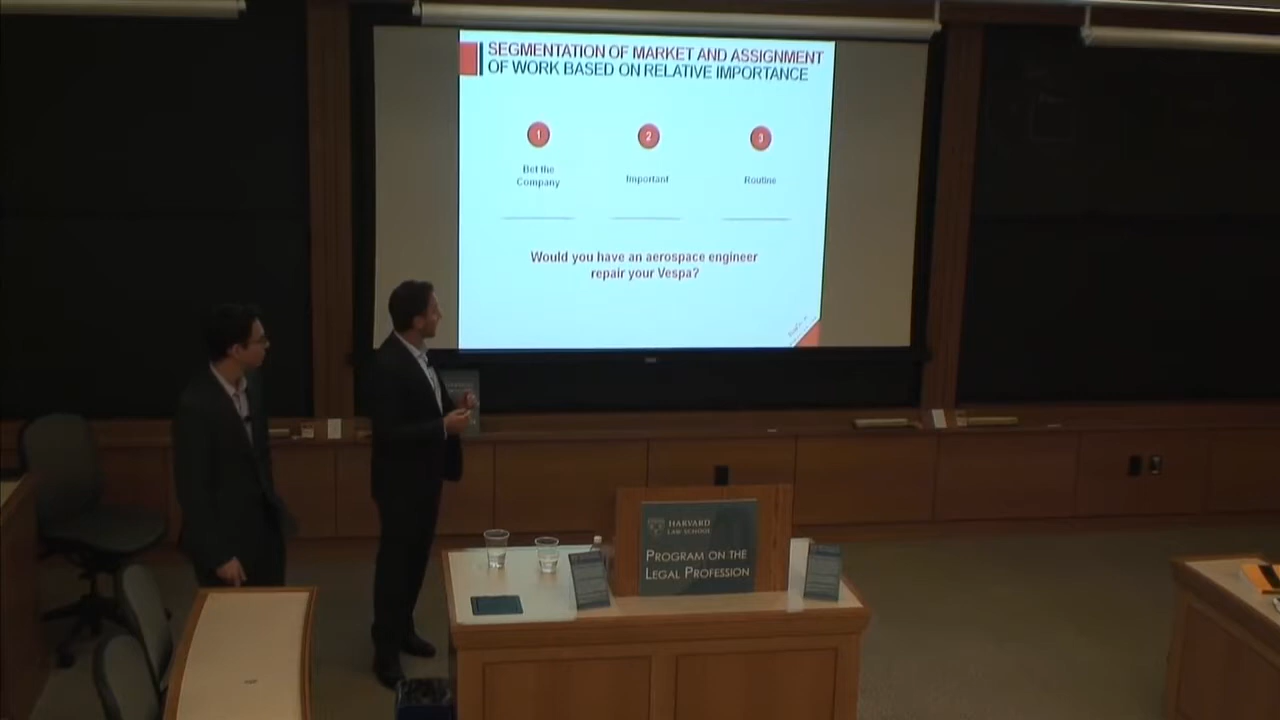 SEGMENTATION OF MARKET AND ASSIGNMENT
OF WORK BASED ON RELATIVE IMPORTANCE
1
2
3
Bet the
Company
Important
Routine
Would you have an aerospace engineer
repair your Vespa?
HARVARD
LAW SCHOOL
PROGRAM ON THE
LEGAL PROFESSION